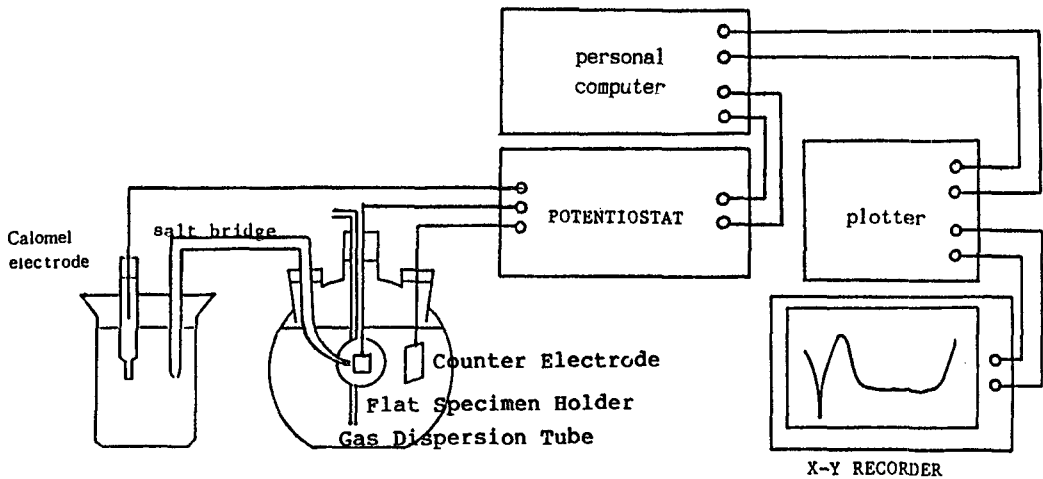 personal
computer
POTENTIOSTAT
plotter
salt bridge
Calomel
electrode
Counter Electrode
Flat Specimen Holder
Gas Dispersion Tube
X-Y RECORDER